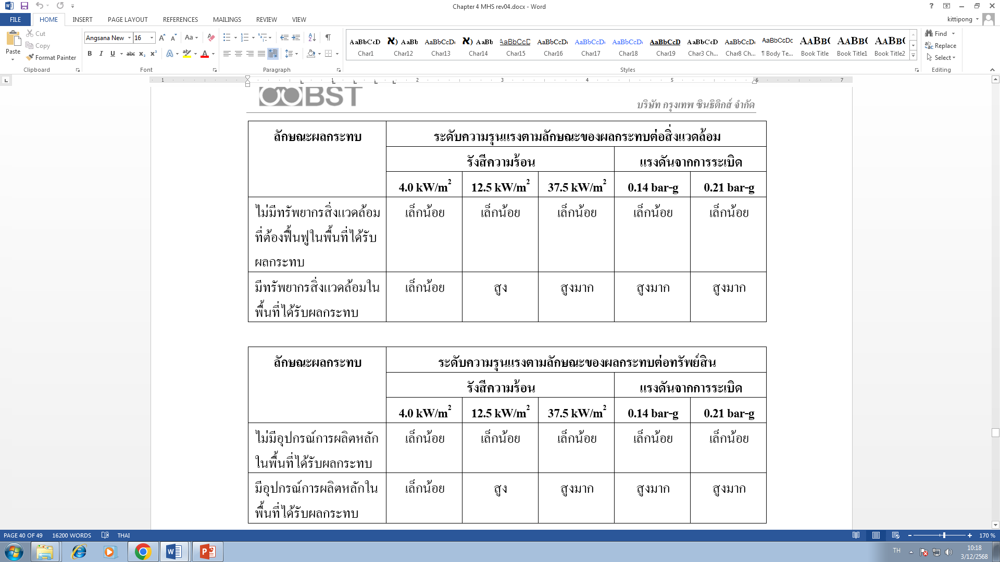 Chapter 4 MHS rev04.docx - Word
FILE HOME INSERT PAGE LAYOUT REFERENCES MAILINGS REVIEW VIEW
kittipong
Paste
Cut
Copy
Format Painter
Clipboard
Angsana New 16
Font
Paragraph
AaBbCcD AaBb AaBbCcDc AaBb AaBbCcD AaBbCcDc AaBbCcDc AaBbCcDc AaBbCcD AaBbCcD AaBbCcDc AaBbCcDc AABBC AABBC AABBC
Char1 Char12 Char13 Char14 Char15 Char16 Char17 Char18 Char19 Char3 Ch... Char8 Ch... ¶ Body Te... Book Title Book Title1 Book Title2
Styles
Find
Replace
Select
Editing
1 1 2 3 4 5 6 7
BST
บริษัท กรุงเทพ ซินธิติกส์ จำกัด
ลักษณะผลกระทบ
ระดับความรุนแรงตามลักษณะของผลกระทบต่อสิ่งแวดล้อม
รังสีความร้อน แรงดันจากการระเบิด
4.0 kW/m² 12.5 kW/m² 37.5 kW/m² 0.14 bar-g 0.21 bar-g
ไม่มีทรัพยากรสิ่งแวดล้อม เล็กน้อย เล็กน้อย เล็กน้อย เล็กน้อย เล็กน้อย
ที่ต้องฟื้นฟูในพื้นที่ได้รับ
ผลกระทบ
มีทรัพยากรสิ่งแวดล้อมใน เล็กน้อย สูง สูงมาก สูงมาก สูงมาก
พื้นที่ได้รับผลกระทบ
ลักษณะผลกระทบ
ระดับความรุนแรงตามลักษณะของผลกระทบต่อทรัพย์สิน
รังสีความร้อน แรงดันจากการระเบิด
4.0 kW/m² 12.5 kW/m² 37.5 kW/m² 0.14 bar-g 0.21 bar-g
ไม่มีอุปกรณ์การผลิตหลัก เล็กน้อย เล็กน้อย เล็กน้อย เล็กน้อย เล็กน้อย
ในพื้นที่ได้รับผลกระทบ
มีอุปกรณ์การผลิตหลักใน เล็กน้อย สูง สูงมาก สูงมาก สูงมาก
พื้นที่ได้รับผลกระทบ
PAGE 40 OF 49 16200 WORDS THAI
170 %
TH
10:18
3/12/2568